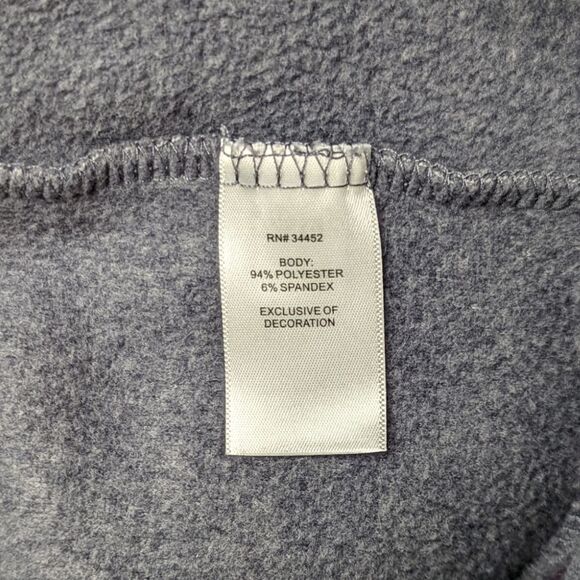 RN# 34452
BODY:
94% POLYESTER
6% SPANDEX
EXCLUSIVE OF
DECORATION